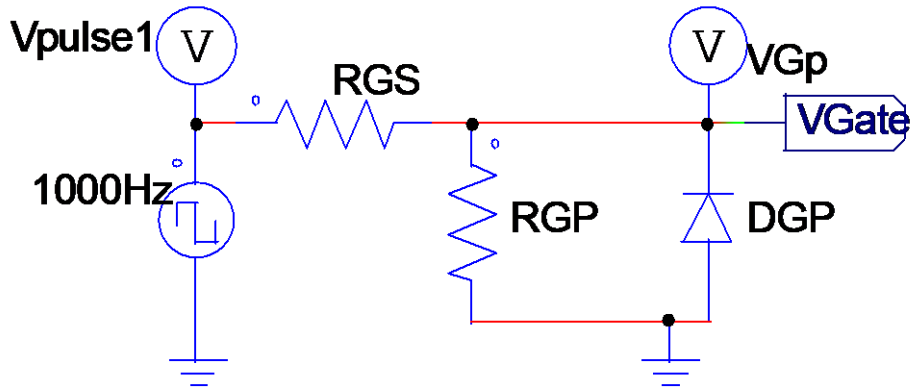 Vpulse1
V
RGS
V
VGp
VGate
1000Hz
RGP
DGP